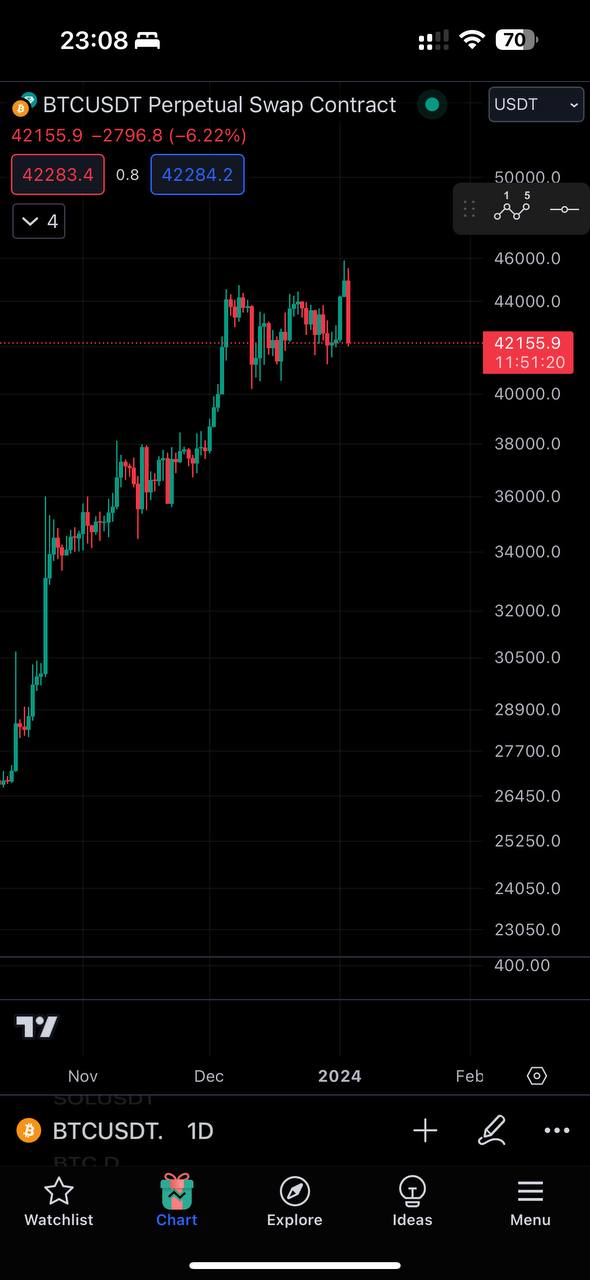 23:08 70
BTCUSDT Perpetual Swap Contract USDT
42155.9 −2796.8 (−6.22%)
42283.4 0.8 42284.2
50000.0
1 5
4
46000.0
44000.0
42155.9
11:51:20
40000.0
38000.0
36000.0
34000.0
32000.0
30500.0
28900.0
27700.0
26450.0
25250.0
24050.0
23050.0
400.00
Nov Dec 2024 Feb
SOLUSDT
BTCUSDT. 1D
BTC.D
Watchlist Chart Explore Ideas Menu